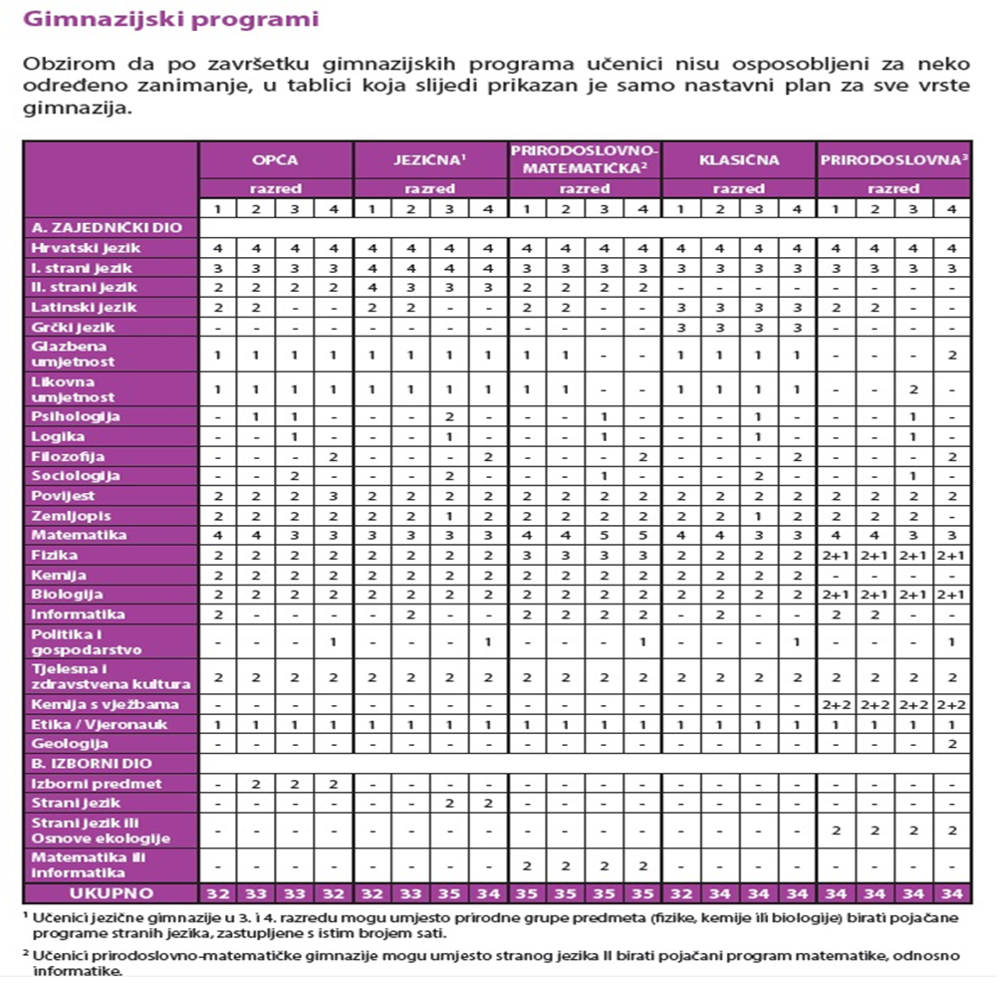 Gimnazijski programi
Obzirom da po završetku gimnazijskih programa učenici nisu osposobljeni za neko
određeno zanimanje, u tablici koja slijedi prikazan je samo nastavni plan za sve vrste
gimnazija.
OPĆA JEZIČNA¹ PRIRODOSLOVNO-MATEMATIČKA² KLASIČNA PRIRODOSLOVNA³
razred razred razred razred razred
1 2 3 4 1 2 3 4 1 2 3 4 1 2 3 4 1 2 3 4
A. ZAJEDNIČKI DIO
Hrvatski jezik 4 4 4 4 4 4 4 4 4 4 4 4 4 4 4 4 4 4 4 4
I. strani jezik 3 3 3 3 4 4 4 4 3 3 3 3 3 3 3 3 3 3 3 3
II. strani jezik 2 2 2 2 4 3 3 3 2 2 2 2 - - - - - - - -
Latinski jezik 2 2 - - 2 2 - - 2 2 - - 3 3 3 3 2 2 - -
Grčki jezik - - - - - - - - - - - - 3 3 3 3 - - - -
Glazbena umjetnost 1 1 1 1 1 1 1 1 1 1 - - 1 1 1 1 - - - 2
Likovna umjetnost 1 1 1 1 1 1 1 1 1 1 - - 1 1 1 1 - - 2 -
Psihologija - 1 1 - - - 2 - - - 1 - - - 1 - - - 1 -
Logika - - 1 - - - 1 - - - 1 - - - 1 - - - 1 -
Filozofija - - - 2 - - - 2 - - - 2 - - - 2 - - - 2
Sociologija - - 2 - - - 2 - - - 1 - - - 2 - - - 1 -
Povijest 2 2 2 3 2 2 2 2 2 2 2 2 2 2 2 2 2 2 2 2
Zemljopis 2 2 2 2 2 2 1 2 2 2 2 2 2 2 1 2 2 2 2 -
Matematika 4 4 3 3 3 3 3 3 4 4 5 5 4 4 3 3 4 4 3 3
Fizika 2 2 2 2 2 2 2 2 3 3 3 3 2 2 2 2 2+1 2+1 2+1 2+1
Kemija 2 2 2 2 2 2 2 2 2 2 2 2 2 2 2 2 - - - -
Biologija 2 2 2 2 2 2 2 2 2 2 2 2 2 2 2 2 2+1 2+1 2+1 2+1
Informatika 2 - - - - 2 - - 2 2 2 2 - 2 - - 2 2 - -
Politika i gospodarstvo - - - 1 - - - 1 - - - 1 - - - 1 - - - 1
Tjelesna i zdravstvena kultura 2 2 2 2 2 2 2 2 2 2 2 2 2 2 2 2 2 2 2 2
Kemija s vježbama - - - - - - - - - - - - - - - - 2+2 2+2 2+2 2+2
Etika / Vjeronauk 1 1 1 1 1 1 1 1 1 1 1 1 1 1 1 1 1 1 1 1
Geologija - - - - - - - - - - - - - - - - - - - 2
B. IZBORNI DIO
Izborni predmet - 2 2 2 - - - - - - - - - - - - - - - -
Strani jezik - - - - - - 2 2 - - - - - - - - - - - -
Strani jezik ili Osnove ekologije - - - - - - - - - - - - - - - - 2 2 2 2
Matematika ili informatika - - - - - - - - 2 2 2 2 - - - - - - - -
UKUPNO 32 33 33 32 32 33 35 34 35 35 35 35 32 34 34 34 34 34 34 34
¹ Učenici jezične gimnazije u 3. i 4. razredu mogu umjesto prirodne grupe predmeta (fizike, kemije ili biologije) birati pojačane
programe stranih jezika, zastupljene s istim brojem sati.
² Učenici prirodoslovno-matematičke gimnazije mogu umjesto stranog jezika II birati pojačani program matematike, odnosno
informatike.